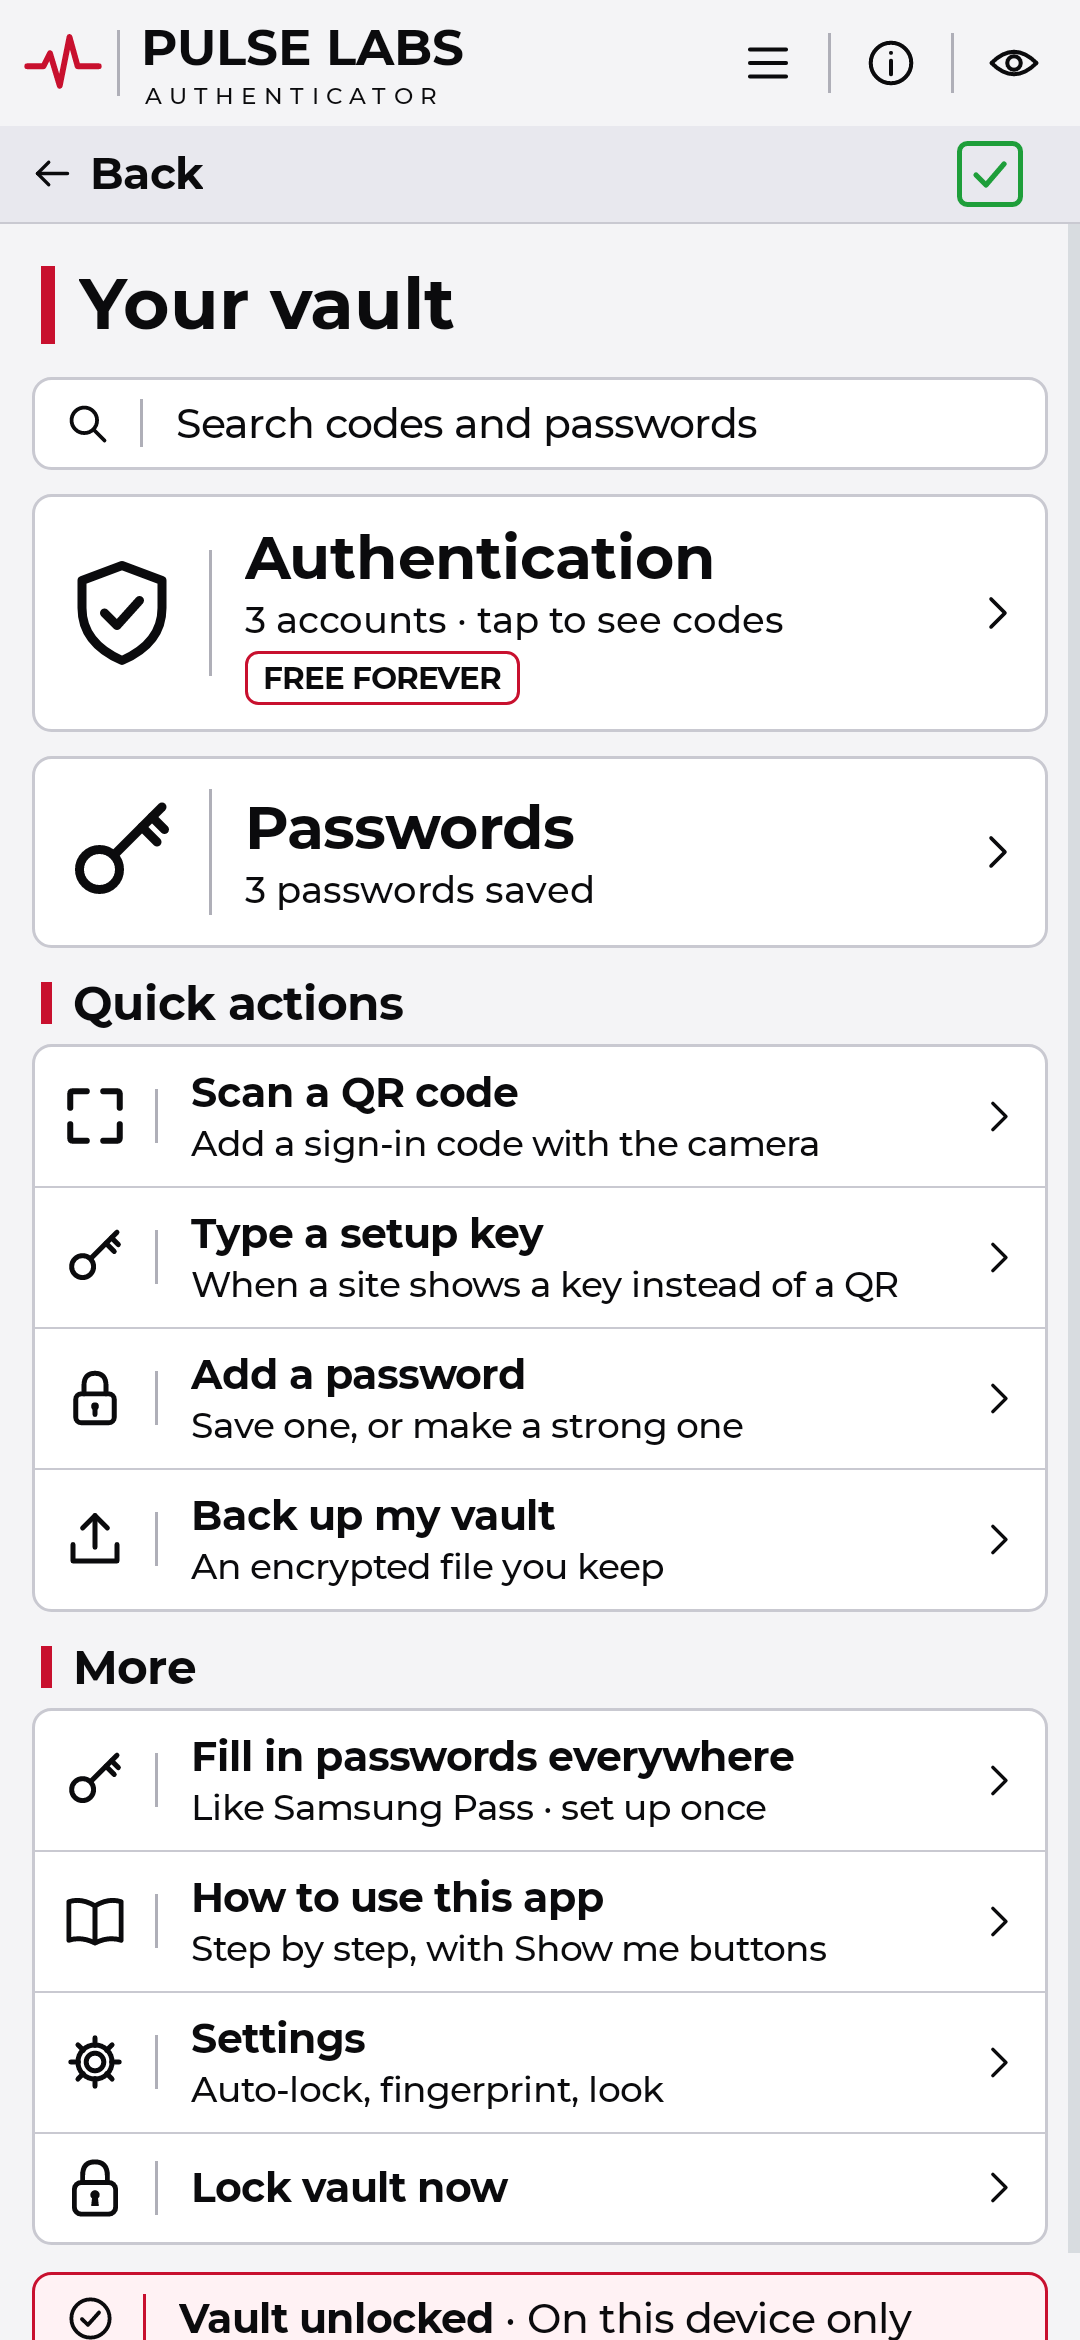 PULSE LABS
AUTHENTICATOR
Back
Your vault
Search codes and passwords
Authentication
3 accounts · tap to see codes
FREE FOREVER
Passwords
3 passwords saved
Quick actions
Scan a QR code
Add a sign-in code with the camera
Type a setup key
When a site shows a key instead of a QR
Add a password
Save one, or make a strong one
Back up my vault
An encrypted file you keep
More
Fill in passwords everywhere
Like Samsung Pass · set up once
How to use this app
Step by step, with Show me buttons
Settings
Auto-lock, fingerprint, look
Lock vault now
Vault unlocked · On this device only